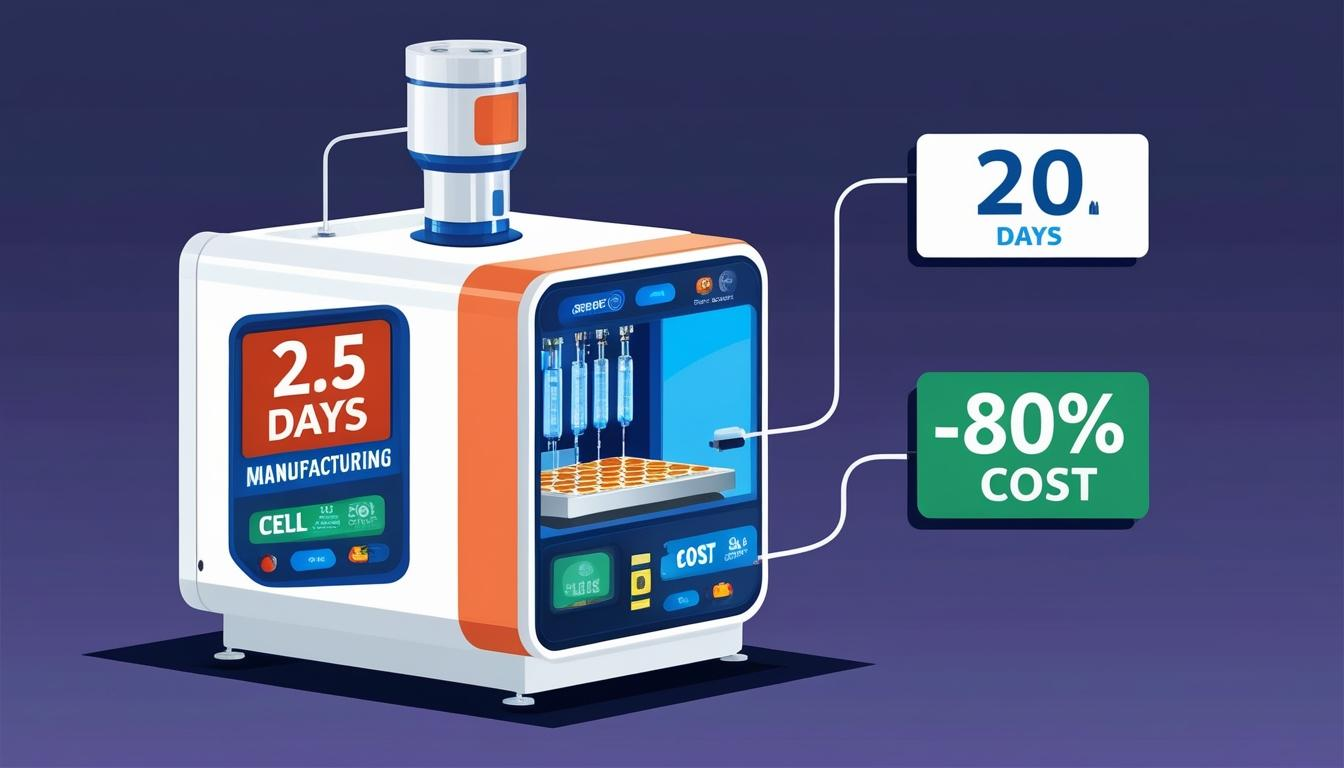 2.5
DAYS
MANUFACTURING
CELL
COST
20
DAYS
-80%
COST